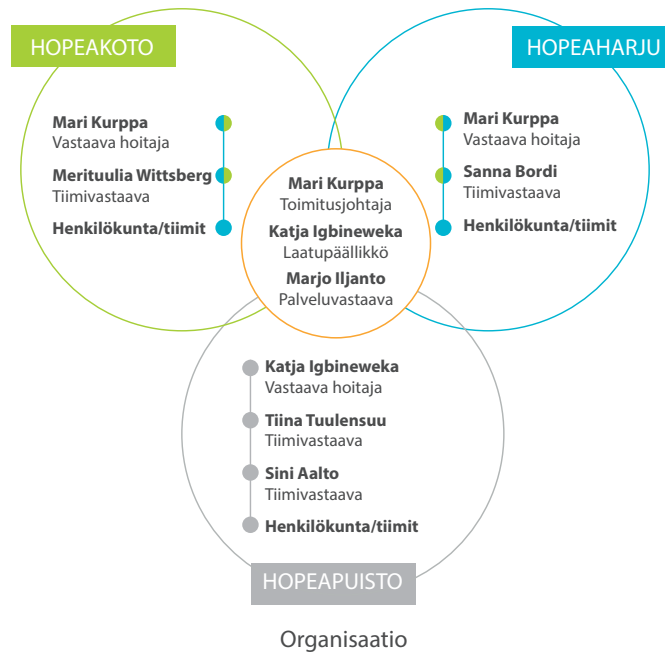 HOPEAKOTO
Mari Kurppa
Vastaava hoitaja
Merituulia Wittsberg
Tiimivastaava
Henkilökunta/tiimit
HOPEAHARJU
Mari Kurppa
Vastaava hoitaja
Sanna Bordi
Tiimivastaava
Henkilökunta/tiimit
Mari Kurppa
Toimitusjohtaja
Katja Igbineweka
Laatupäällikkö
Marjo Iljanto
Palveluvastaava
Katja Igbineweka
Vastaava hoitaja
Tiina Tuulensuu
Tiimivastaava
Sini Aalto
Tiimivastaava
Henkilökunta/tiimit
HOPEAPUISTO
Organisaatio